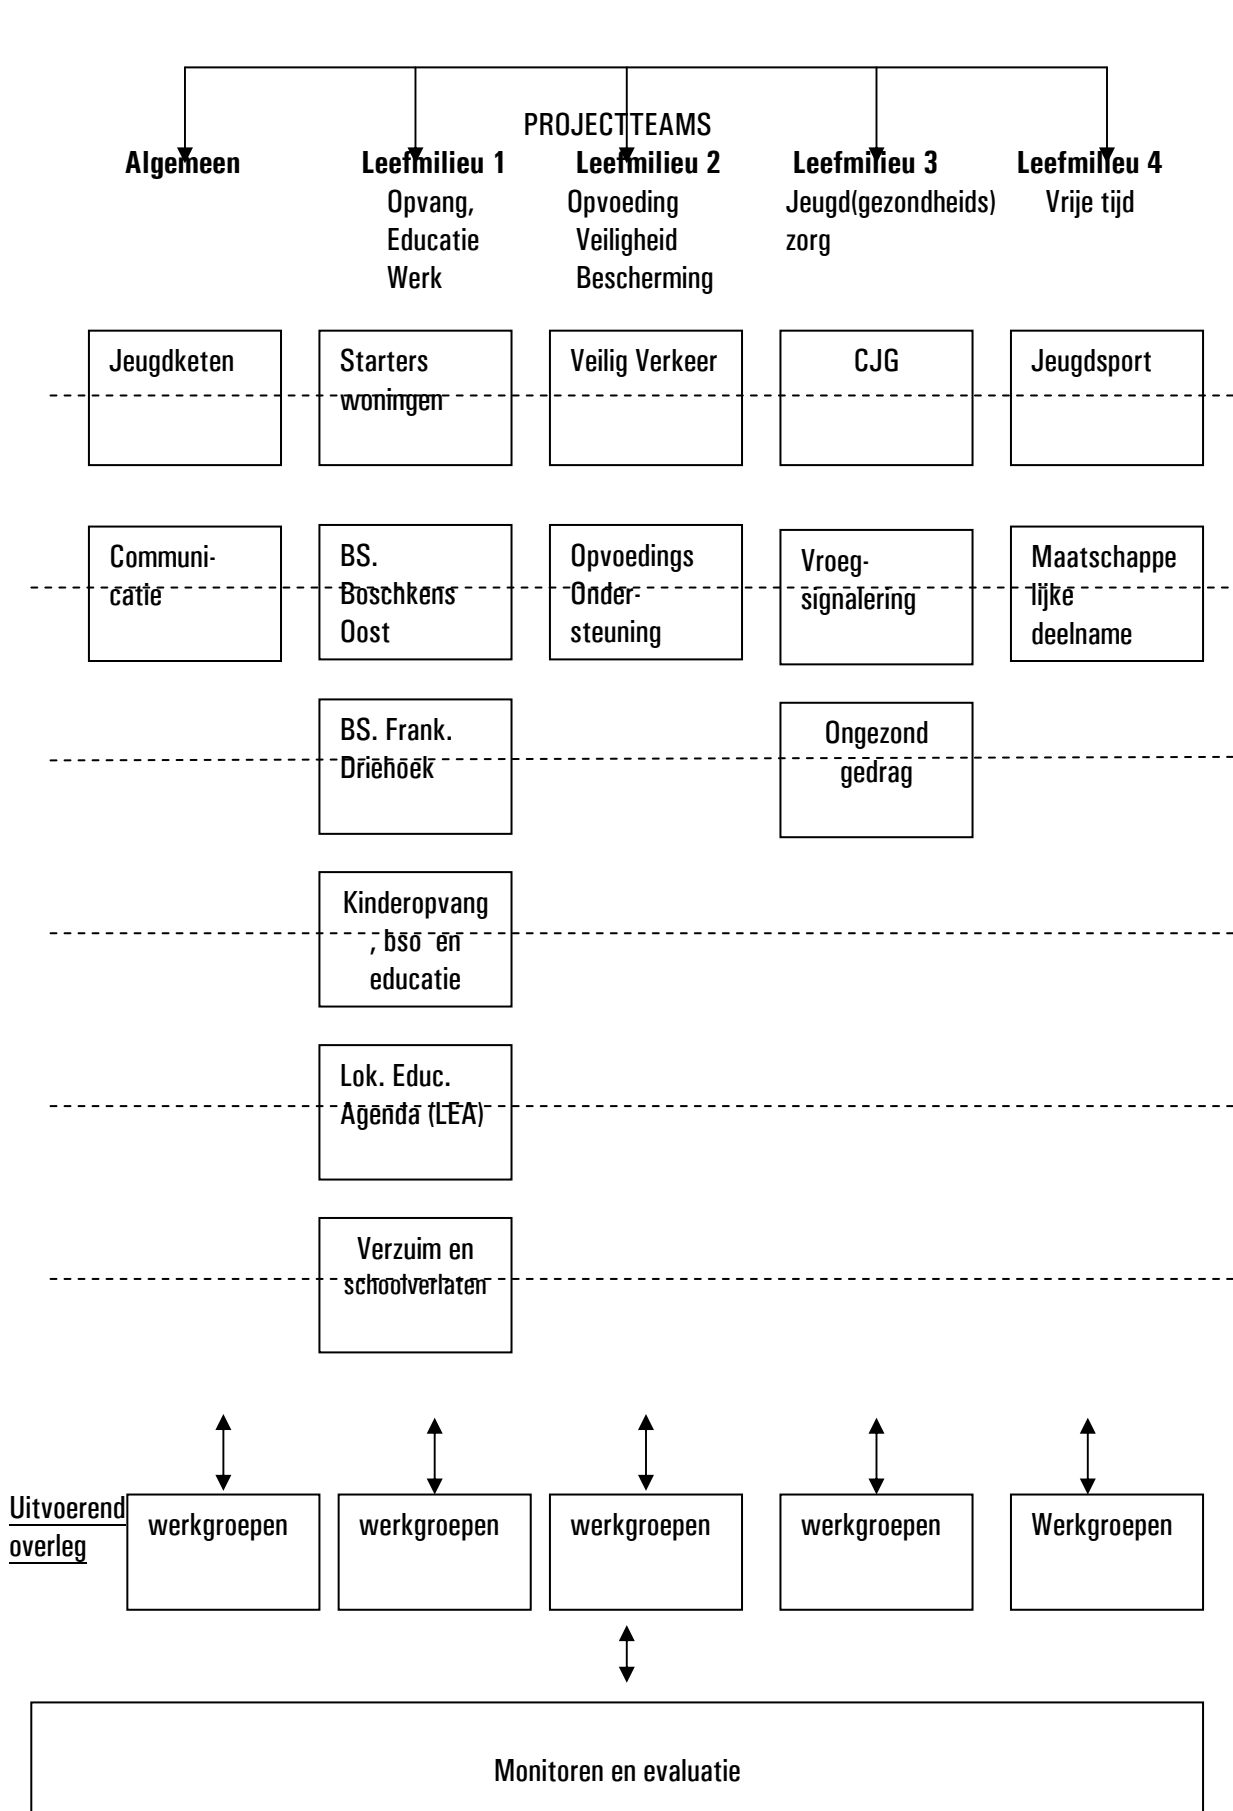 PROJECTTEAMS
Algemeen
Leefmilieu 1
Opvang,
Educatie
Werk
Leefmilieu 2
Opvoeding
Veiligheid
Bescherming
Leefmilieu 3
Jeugd(gezondheids)
zorg
Leefmilieu 4
Vrije tijd
Jeugdketen
Starters
woningen
Veilig Verkeer
CJG
Jeugdsport
Communi-
catie
BS.
Boschkens
Oost
Opvoedings
Onder-
steuning
Vroeg-
signalering
Maatschappe
lijke
deelname
BS. Frank.
Driehoek
Ongezond
gedrag
Kinderopvang
, bso en
educatie
Lok. Educ.
Agenda (LEA)
Verzuim en
schoolverlaten
Uitvoerend
overleg
werkgroepen
werkgroepen
werkgroepen
werkgroepen
Werkgroepen
Monitoren en evaluatie